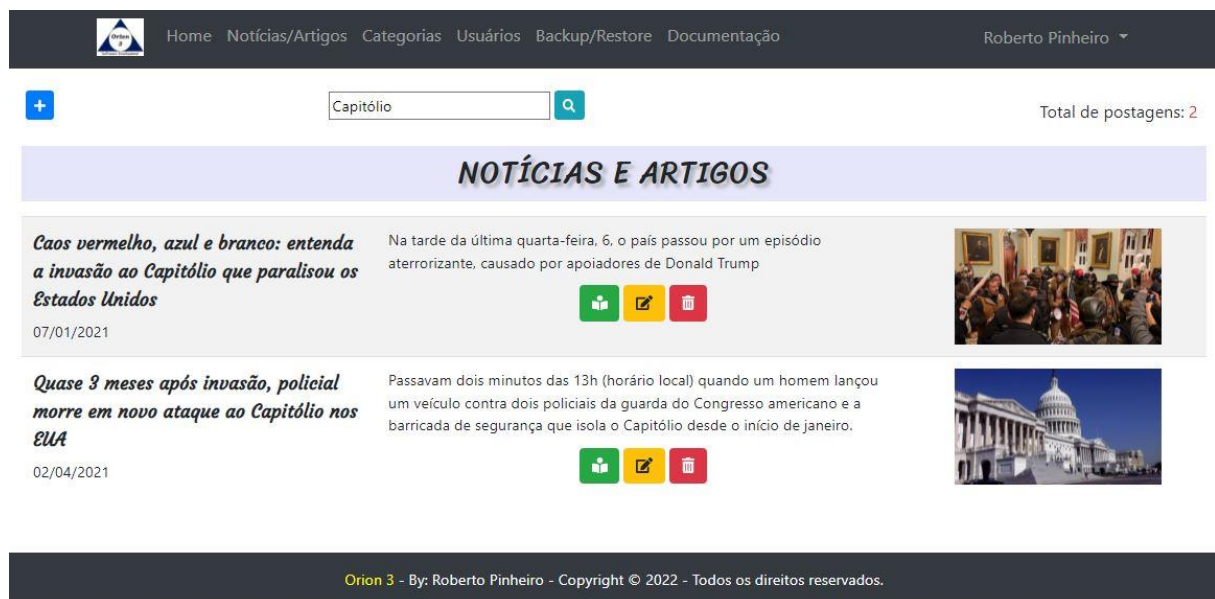 Orion
3
Home Notícias/Artigos Categorias Usuários Backup/Restore Documentação Roberto Pinheiro
Capitólio
Total de postagens: 2
NOTÍCIAS E ARTIGOS
Caos vermelho, azul e branco: entenda
a invasão ao Capitólio que paralisou os
Estados Unidos
07/01/2021
Na tarde da última quarta-feira, 6, o país passou por um episódio
aterrorizante, causado por apoiadores de Donald Trump
Quase 3 meses após invasão, policial
morre em novo ataque ao Capitólio nos
EUA
02/04/2021
Passavam dois minutos das 13h (horário local) quando um homem lançou
um veículo contra dois policiais da guarda do Congresso americano e a
barricada de segurança que isola o Capitólio desde o início de janeiro.
Orion 3 - By: Roberto Pinheiro - Copyright © 2022 - Todos os direitos reservados.